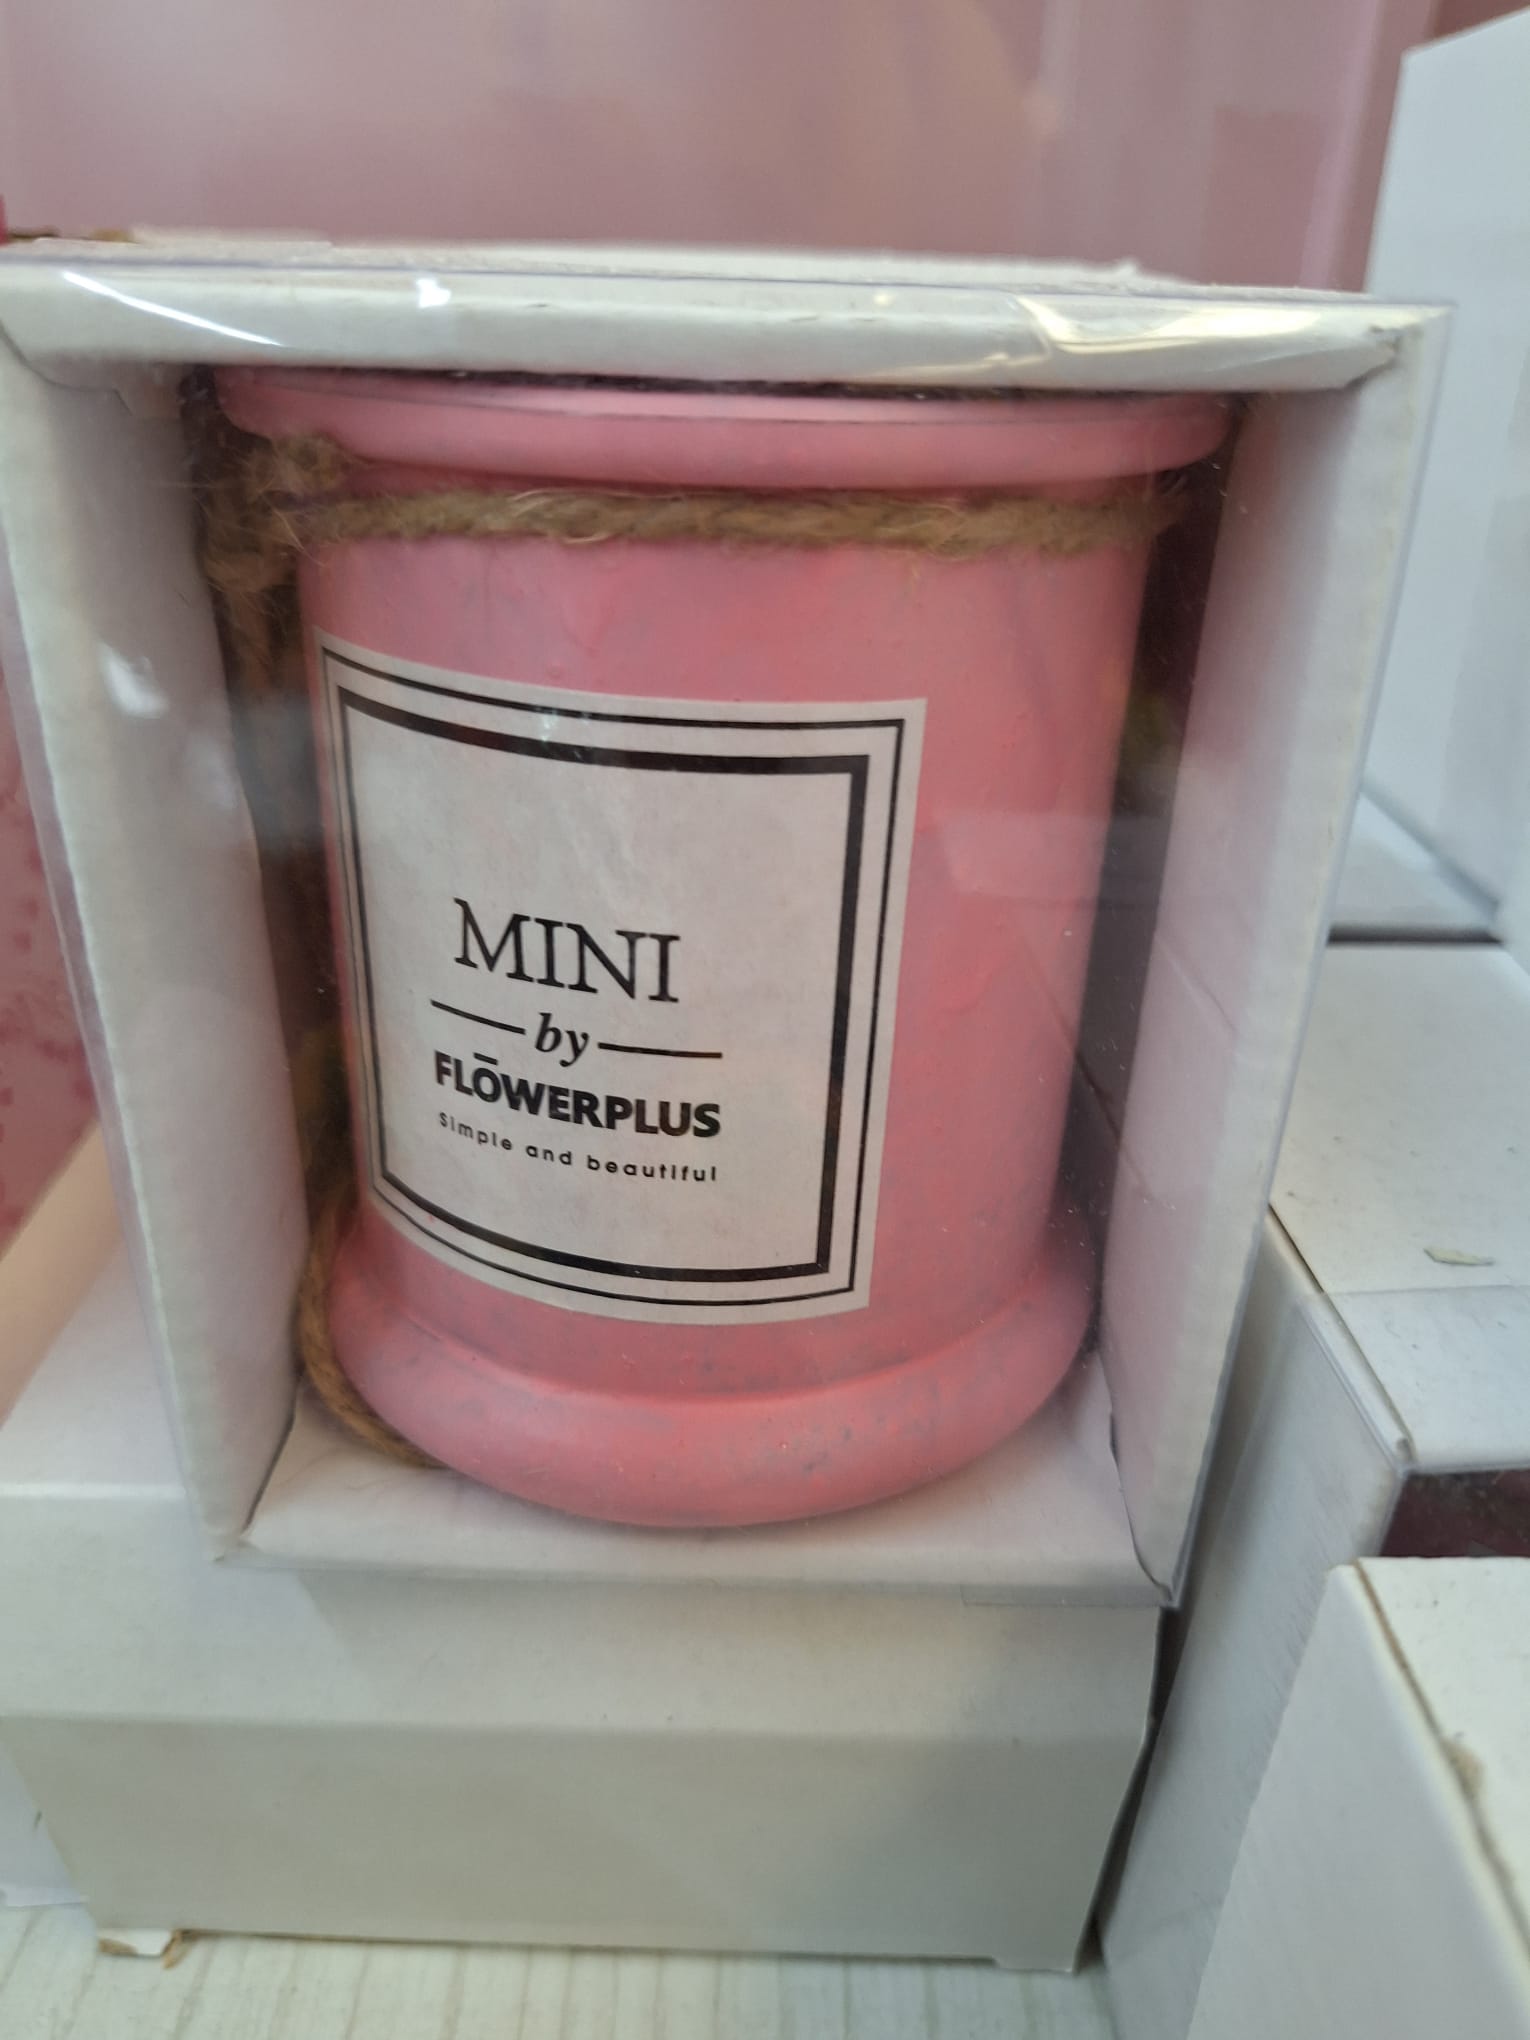 MINI
by
FLŌWERPLUS
Simple and beautiful